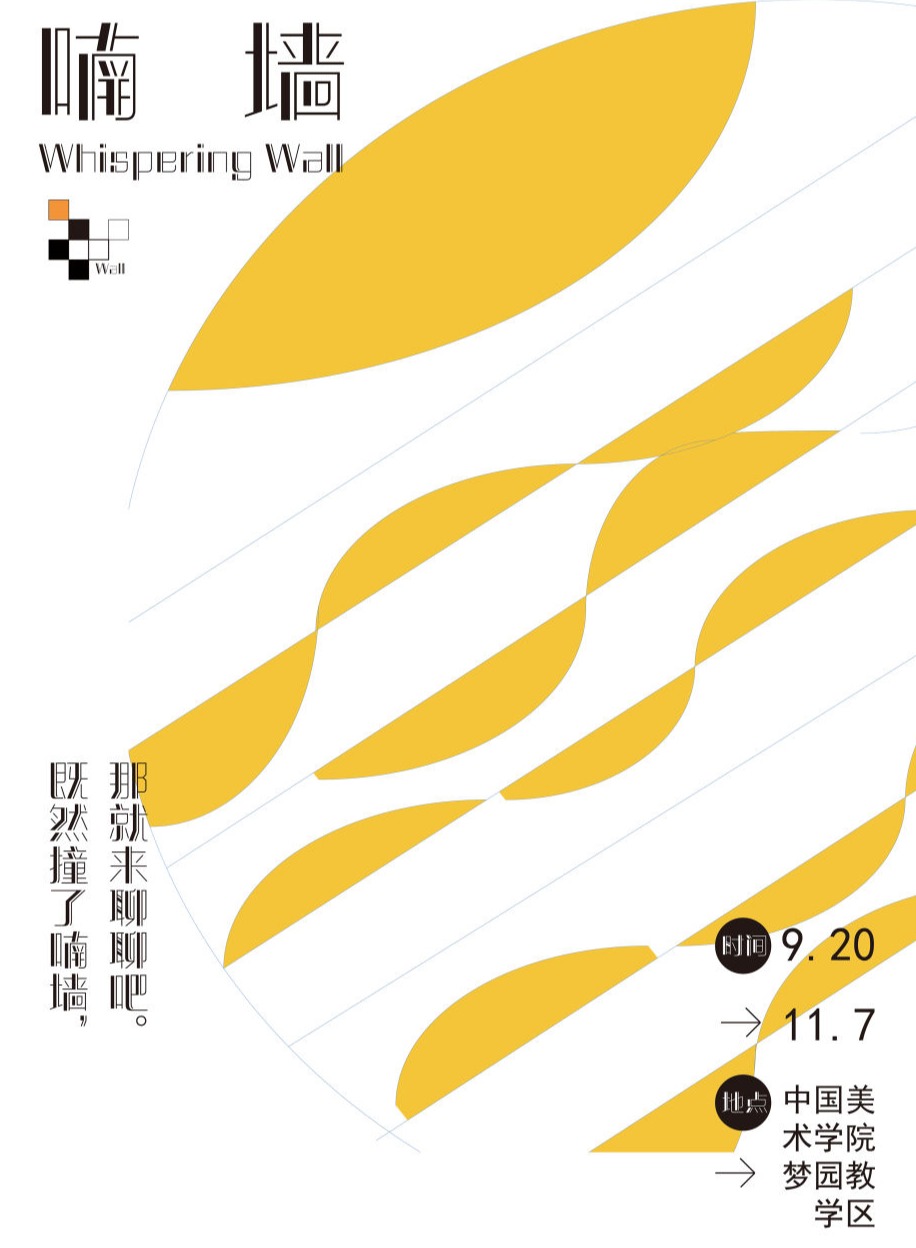 喃墙
Whispering Wall
Wall
既然撞了喃墙，
那就来聊聊吧。
时间 9.20
→ 11.7
地点 中国美
术学院
→ 梦园教
学区